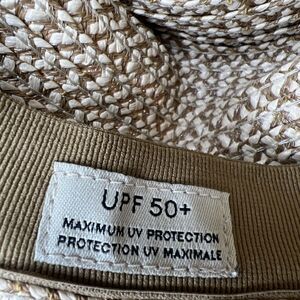 UPF 50+
MAXIMUM UV PROTECTION
PROTECTION UV MAXIMALE